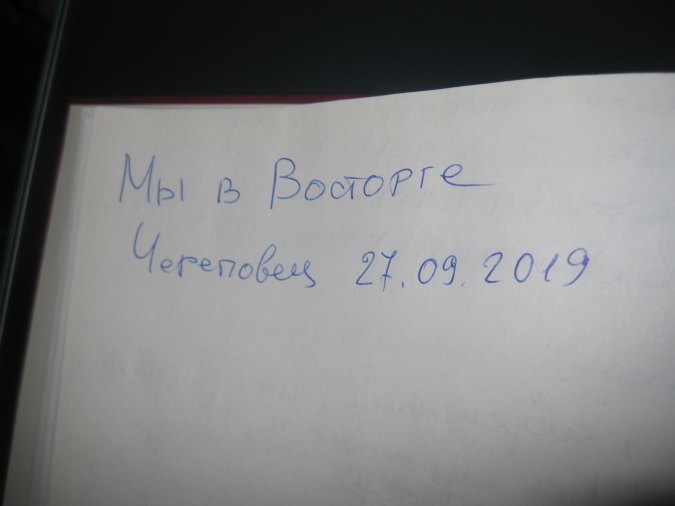 Мы в Восторге
Череповец 27.09.2019